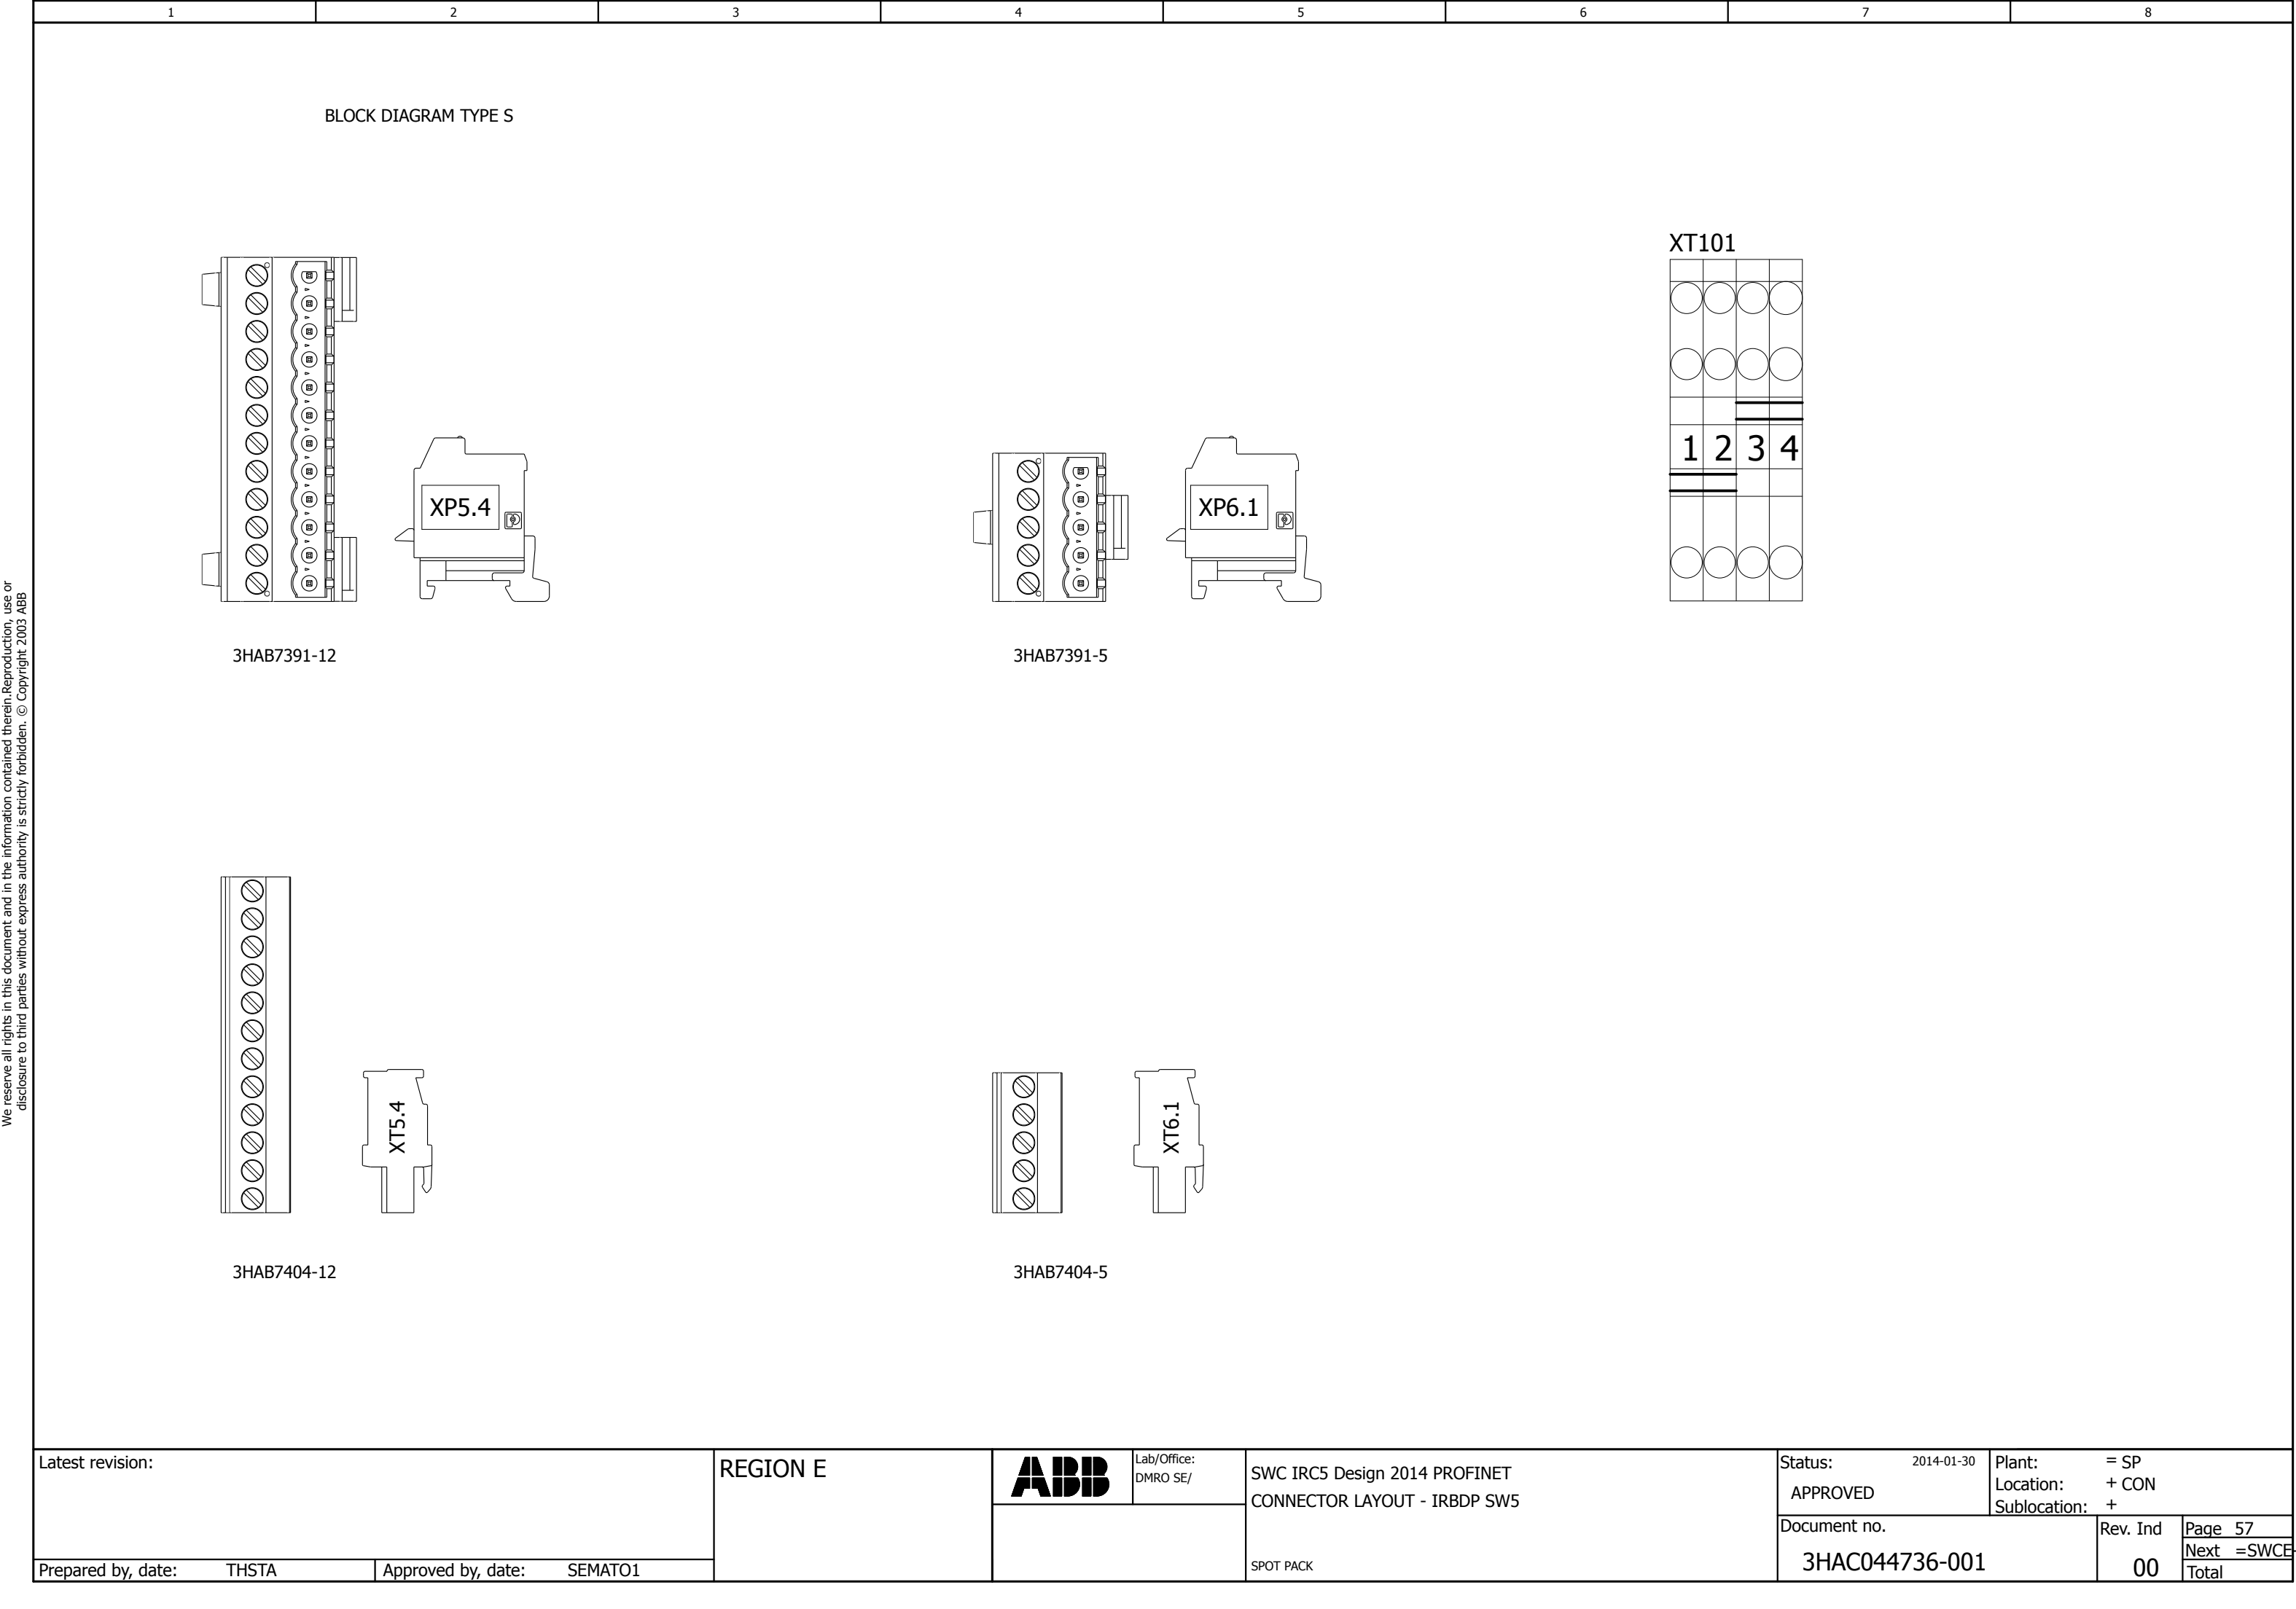 1 2 3 4 5 6 7 8
BLOCK DIAGRAM TYPE S
XT101
1 2 3 4
XP5.4
XP6.1
3HAB7391-12
3HAB7391-5
XT5.4
XT6.1
3HAB7404-12
3HAB7404-5
We reserve all rights in this document and in the information contained therein.Reproduction, use or
disclosure to third parties without express authority is strictly forbidden. © Copyright 2003 ABB
Latest revision:
Prepared by, date: THSTA
Approved by, date: SEMATO1
REGION E
ABB
Lab/Office:
DMRO SE/
SWC IRC5 Design 2014 PROFINET
CONNECTOR LAYOUT - IRBDP SW5
SPOT PACK
Status: 2014-01-30
APPROVED
Plant: = SP
Location: + CON
Sublocation: +
Document no.
3HAC044736-001
Rev. Ind
00
Page 57
Next =SWCE
Total